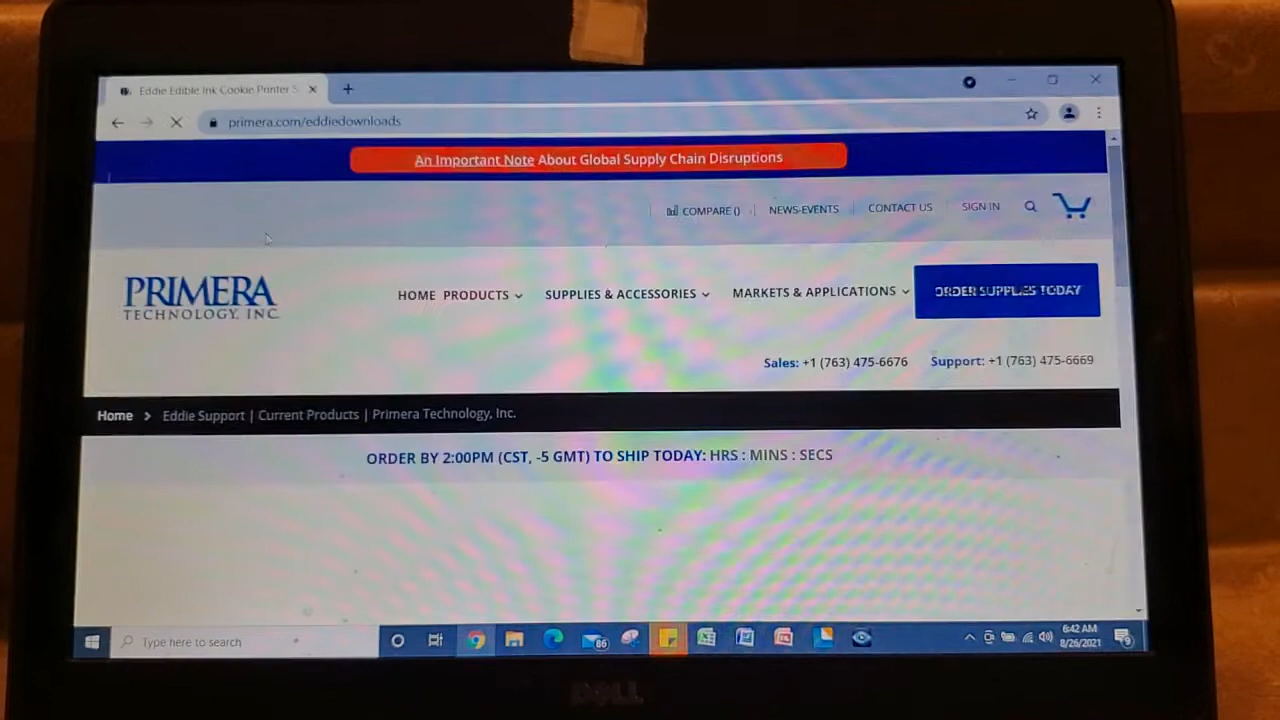 Eddie Edible Ink Cookie Printer S
primera.com/eddiedownloads
An Important Note About Global Supply Chain Disruptions
COMPARE () NEWS-EVENTS CONTACT US SIGN IN
PRIMERA
TECHNOLOGY, INC.
HOME PRODUCTS SUPPLIES & ACCESSORIES MARKETS & APPLICATIONS ORDER SUPPLIES TODAY
Sales: +1 (763) 475-6676 Support: +1 (763) 475-6669
Home > Eddie Support | Current Products | Primera Technology, Inc.
ORDER BY 2:00PM (CST, -5 GMT) TO SHIP TODAY: HRS : MINS : SECS
Type here to search
86
6:42 AM
8/26/2021
9
DELL